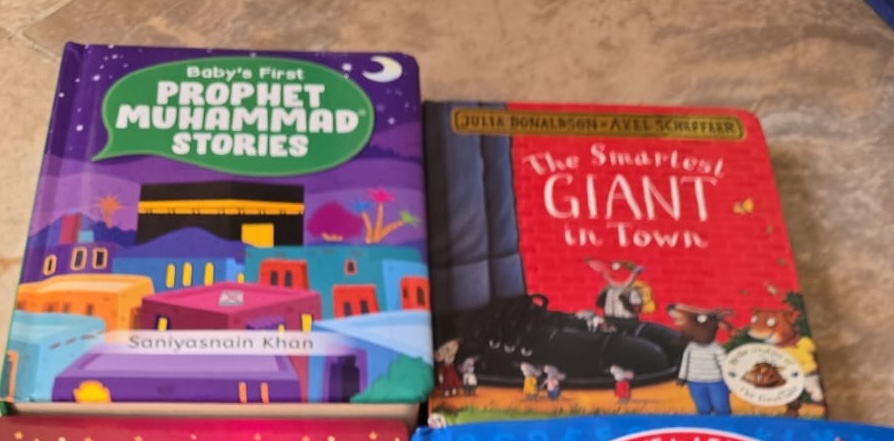 Baby's First
PROPHET
MUHAMMAD
STORIES
Saniyasnain Khan
JULIA DONALDSON • AXEL SCHEFFLER
The Smartest
GIANT
in Town